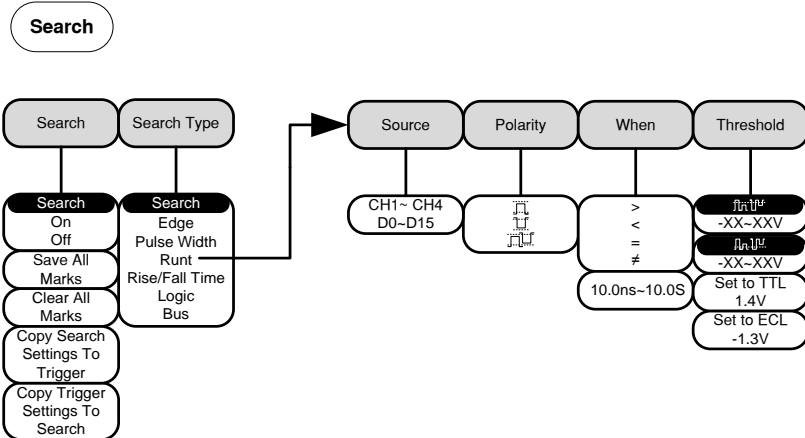 Search
Search
Search Type
Source
Polarity
When
Threshold
Search
On
Off
Save All
Marks
Clear All
Marks
Copy Search
Settings To
Trigger
Copy Trigger
Settings To
Search
Search
Edge
Pulse Width
Runt
Rise/Fall Time
Logic
Bus
CH1~ CH4
D0~D15
>
<
=
≠
10.0ns~10.0S
-XX~XXV
-XX~XXV
Set to TTL
1.4V
Set to ECL
-1.3V